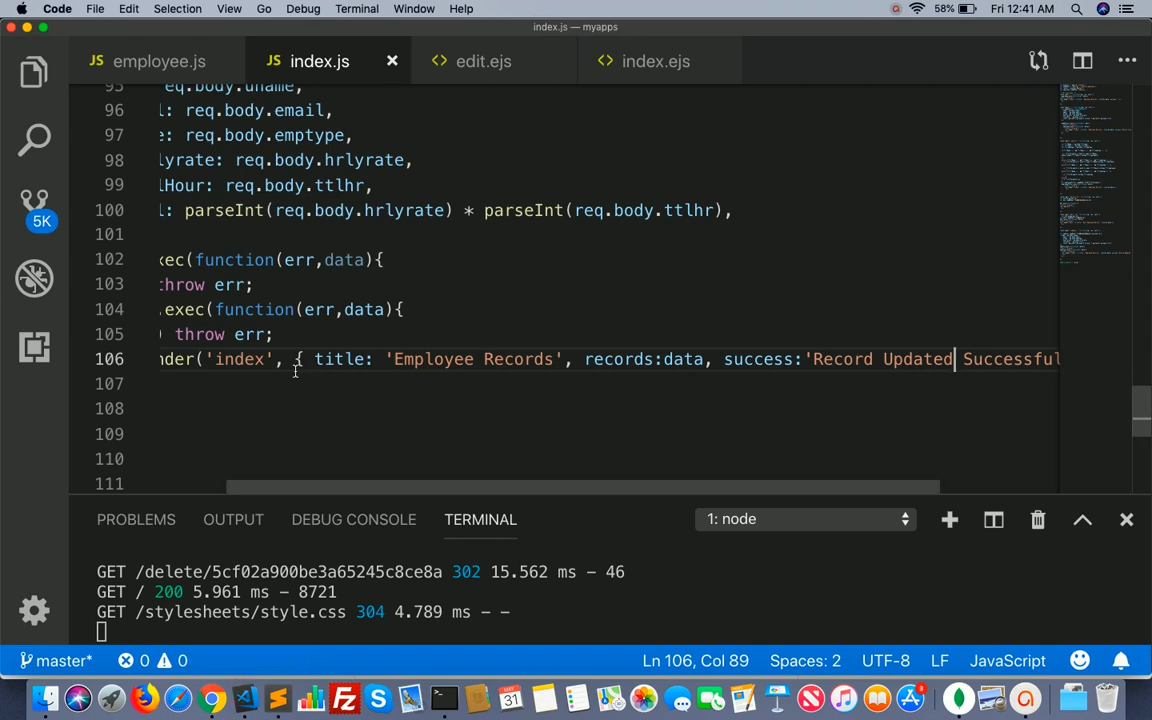 Code File Edit Selection View Go Debug Terminal Window Help 58% Fri 12:41 AM
index.js — myapps
JS employee.js JS index.js × <> edit.ejs <> index.ejs
95 req.body.uname,
96 l: req.body.email,
97 e: req.body.emptype,
98 lyrate: req.body.hrlyrate,
99 lHour: req.body.ttlhr,
100 l: parseInt(req.body.hrlyrate) * parseInt(req.body.ttlhr),
101
102 xec(function(err,data){
103 throw err;
104 .exec(function(err,data){
105 ) throw err;
106 nder('index', { title: 'Employee Records', records:data, success:'Record Updated Successful
107
108
109
110
111
5K
PROBLEMS OUTPUT DEBUG CONSOLE TERMINAL 1: node
GET /delete/5cf02a900be3a65245c8ce8a 302 15.562 ms - 46
GET / 200 5.961 ms - 8721
GET /stylesheets/style.css 304 4.789 ms - -
master* 0 0 Ln 106, Col 89 Spaces: 2 UTF-8 LF JavaScript